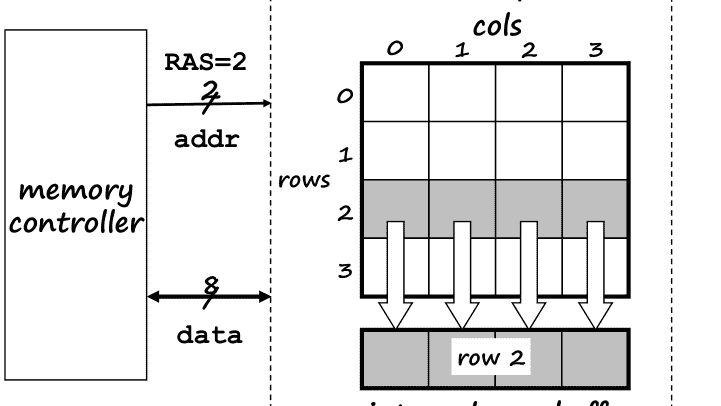 cols
0 1 2 3
RAS=2
2
addr
0
1
rows
2
3
memory
controller
8
data
row 2